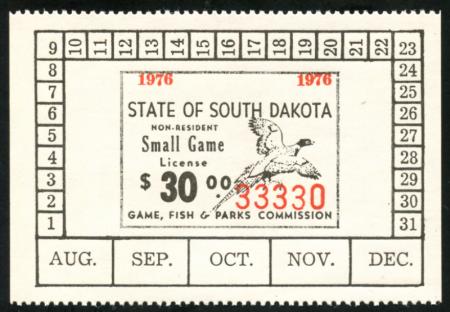 9 10 11 12 13 14 15 16 17 18 19 20 21 22 23
8 24
7 25
6 26
5 27
4 28
3 29
2 30
1 31
1976 1976
STATE OF SOUTH DAKOTA
NON-RESIDENT
Small Game
License
$ 30.00 33330
GAME, FISH & PARKS COMMISSION
AUG. SEP. OCT. NOV. DEC.